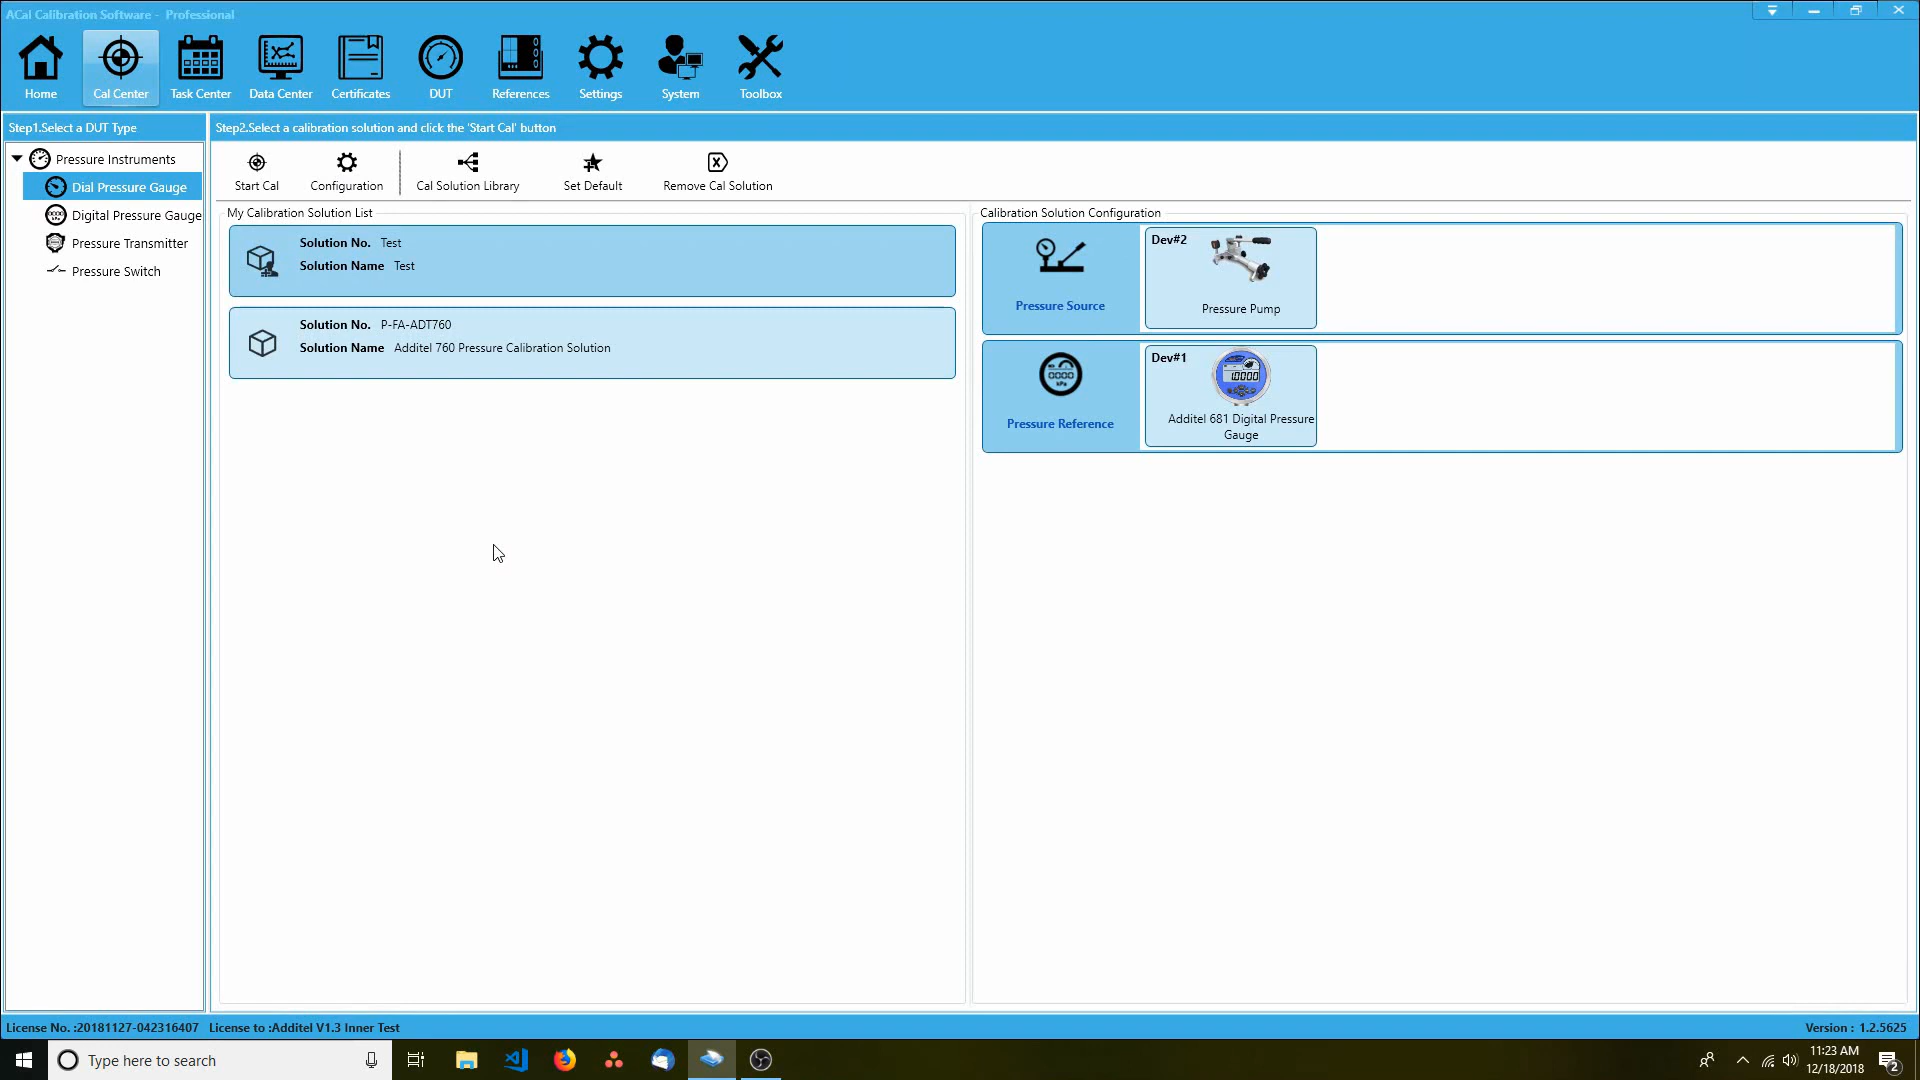 ACal Calibration Software - Professional
Home
Cal Center
Task Center
Data Center
Certificates
DUT
References
Settings
System
Toolbox
Step1.Select a DUT Type
Step2.Select a calibration solution and click the 'Start Cal' button
Pressure Instruments
Dial Pressure Gauge
Digital Pressure Gauge
Pressure Transmitter
Pressure Switch
Start Cal
Configuration
Cal Solution Library
Set Default
Remove Cal Solution
My Calibration Solution List
Solution No. Test
Solution Name Test
Solution No. P-FA-ADT760
Solution Name Additel 760 Pressure Calibration Solution
Calibration Solution Configuration
Pressure Source
Dev#2
Pressure Pump
Pressure Reference
Dev#1
Additel 681 Digital Pressure
Gauge
License No. :20181127-042316407 License to :Additel V1.3 Inner Test
Version : 1.2.5625
Type here to search
11:23 AM
12/18/2018
2